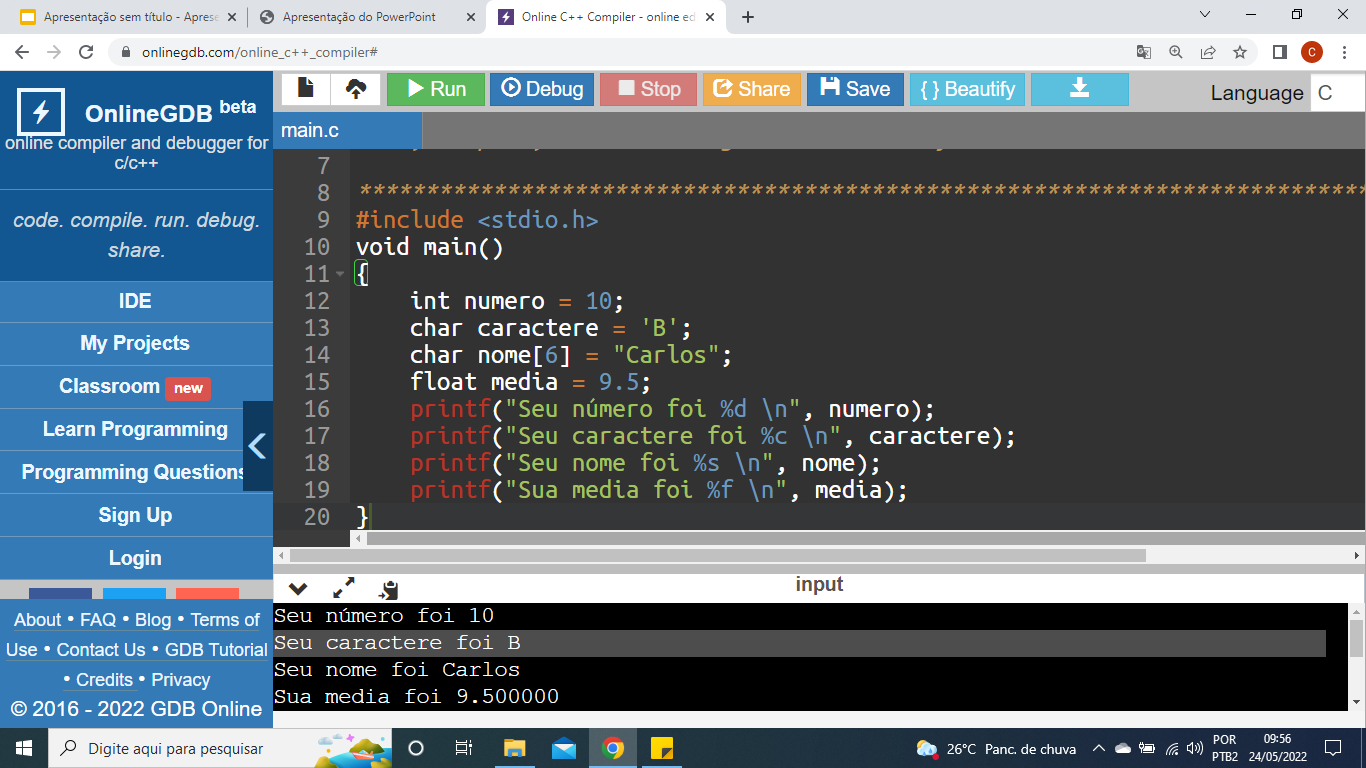 Apresentação sem título - Aprese
Apresentação do PowerPoint
Online C++ Compiler - online ed
onlinegdb.com/online_c++_compiler#
C
OnlineGDB beta
online compiler and debugger for
c/c++
code. compile. run. debug.
share.
IDE
My Projects
Classroom new
Learn Programming
Programming Questions
Sign Up
Login
About • FAQ • Blog • Terms of
Use • Contact Us • GDB Tutorial
• Credits • Privacy
© 2016 - 2022 GDB Online
Run
Debug
Stop
Share
Save
{ } Beautify
Language C
main.c
7
8 ****************************************************************************
9 #include <stdio.h>
10 void main()
11 {
12 int numero = 10;
13 char caractere = 'B';
14 char nome[6] = "Carlos";
15 float media = 9.5;
16 printf("Seu número foi %d \n", numero);
17 printf("Seu caractere foi %c \n", caractere);
18 printf("Seu nome foi %s \n", nome);
19 printf("Sua media foi %f \n", media);
20 }
input
Seu número foi 10
Seu caractere foi B
Seu nome foi Carlos
Sua media foi 9.500000
Digite aqui para pesquisar
26°C Panc. de chuva
POR
PTB2
09:56
24/05/2022